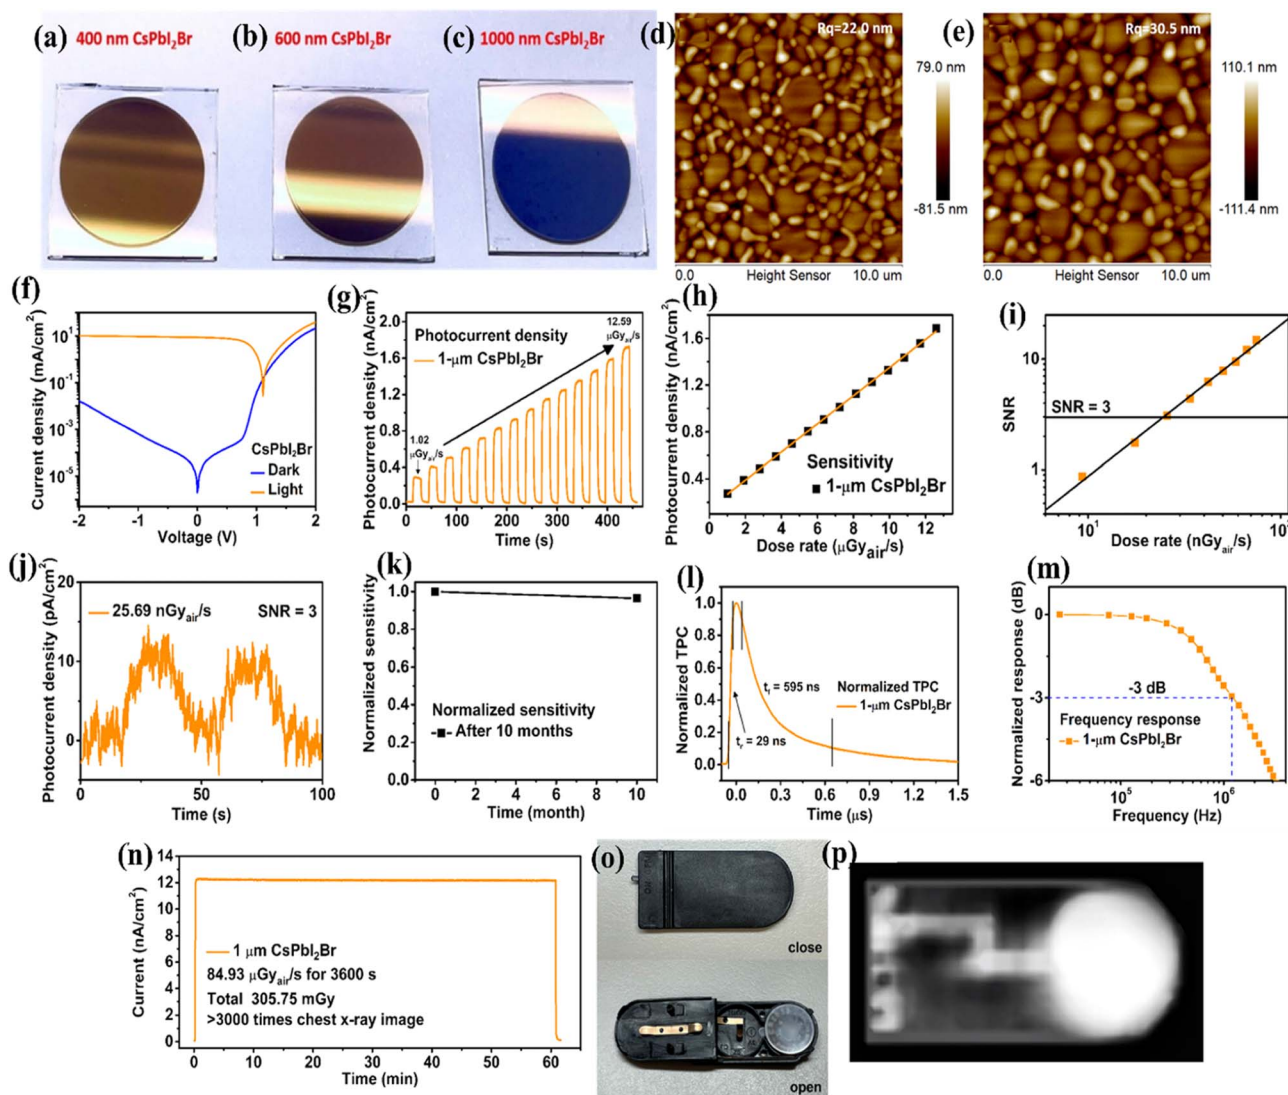 (a) 400 nm CsPbI₂Br
(b) 600 nm CsPbI₂Br
(c) 1000 nm CsPbI₂Br
(d)
Rq=22.0 nm
79.0 nm
-81.5 nm
0.0 Height Sensor 10.0 um
(e)
Rq=30.5 nm
110.1 nm
-111.4 nm
0.0 Height Sensor 10.0 um
(f)
Current density (mA/cm²)
10¹
10⁻¹
10⁻³
10⁻⁵
CsPbI₂Br
Dark
Light
-2 -1 0 1 2
Voltage (V)
(g)
Photocurrent density (nA/cm²)
2.0
1.6
1.2
0.8
0.4
0.0
Photocurrent density
1-μm CsPbI₂Br
12.59
μGyair/s
1.02
μGyair/s
0 100 200 300 400
Time (s)
(h)
Photocurrent density (nA/cm²)
1.6
1.2
0.8
0.4
Sensitivity
1-μm CsPbI₂Br
0 2 4 6 8 10 12
Dose rate (μGyair/s)
(i)
SNR
10
1
SNR = 3
10¹
Dose rate (nGyair/s)
(j)
Photocurrent density (pA/cm²)
20
10
0
25.69 nGyair/s SNR = 3
0 50 100
Time (s)
(k)
Normalized sensitivity
1.0
0.8
0.6
0.4
0.2
0.0
Normalized sensitivity
After 10 months
0 2 4 6 8 10
Time (month)
(l)
Normalized TPC
1.0
0.8
0.6
0.4
0.2
0.0
tf = 595 ns
Normalized TPC
1-μm CsPbI₂Br
tr = 29 ns
0.0 0.3 0.6 0.9 1.2 1.5
Time (μs)
(m)
Normalized response (dB)
0
-3
-6
-3 dB
Frequency response
1-μm CsPbI₂Br
10⁵ 10⁶
Frequency (Hz)
(n)
Current (nA/cm²)
14
12
10
8
6
4
2
0
1 μm CsPbI₂Br
84.93 μGyair/s for 3600 s
Total 305.75 mGy
>3000 times chest x-ray image
0 10 20 30 40 50 60
Time (min)
(o)
close
open
(p)